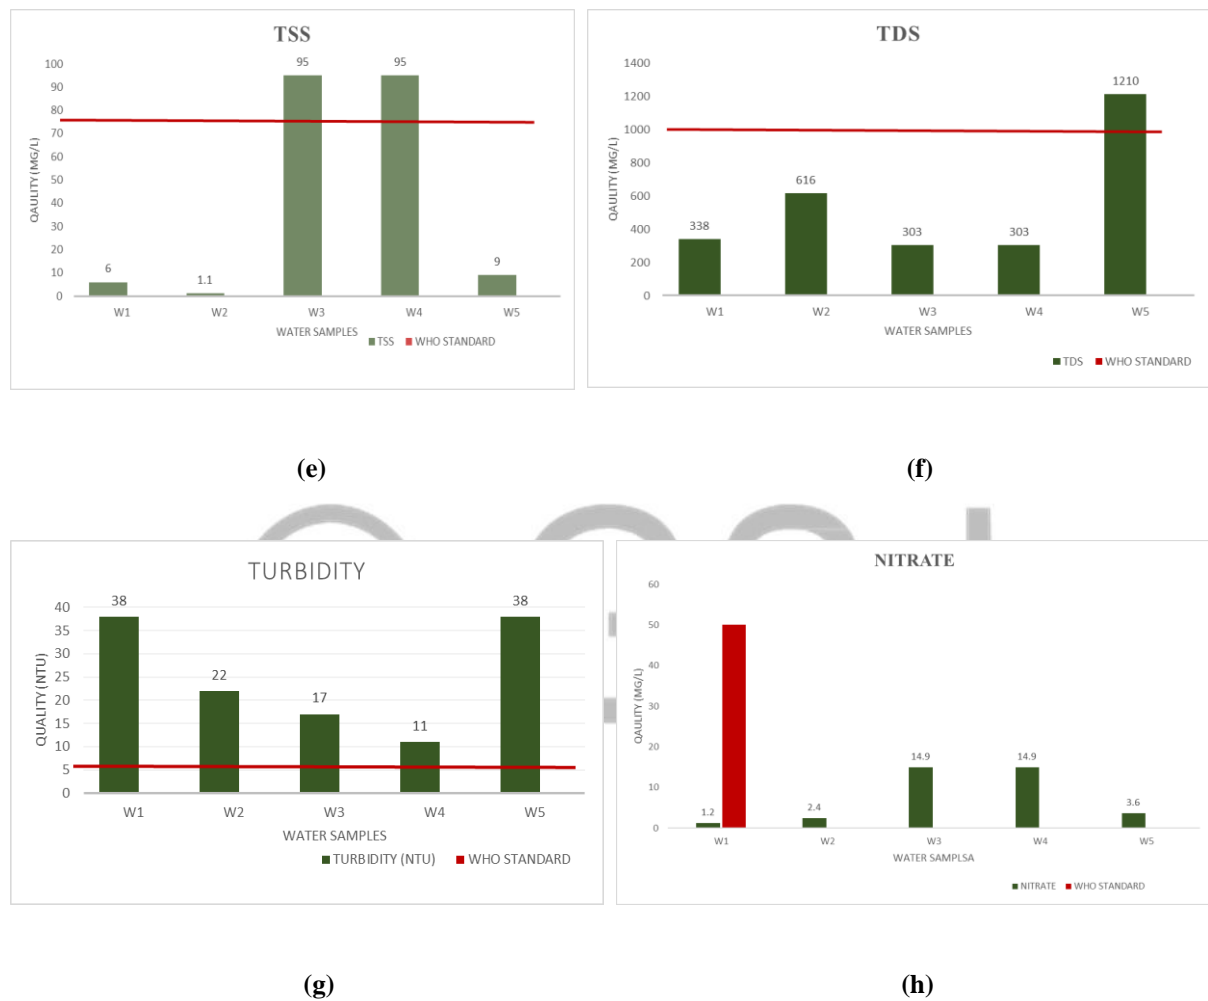 TSS
100
90
80
70
60
50
40
30
20
10
0
QAULITY (MG/L)
6
1.1
95
95
9
W1 W2 W3 W4 W5
WATER SAMPLES
TSS WHO STANDARD
TDS
1400
1200
1000
800
600
400
200
0
QAULITY (MG/L)
338
616
303
303
1210
W1 W2 W3 W4 W5
WATER SAMPLES
TDS WHO STANDARD
(e)
(f)
TURBIDITY
40
35
30
25
20
15
10
5
0
QUALITY (NTU)
38
22
17
11
38
W1 W2 W3 W4 W5
WATER SAMPLES
TURBIDITY (NTU) WHO STANDARD
NITRATE
60
50
40
30
20
10
0
QAULITY (MG/L)
1.2
2.4
14.9
14.9
3.6
W1 W2 W3 W4 W5
WATER SAMPLSA
NITRATE WHO STANDARD
(g)
(h)